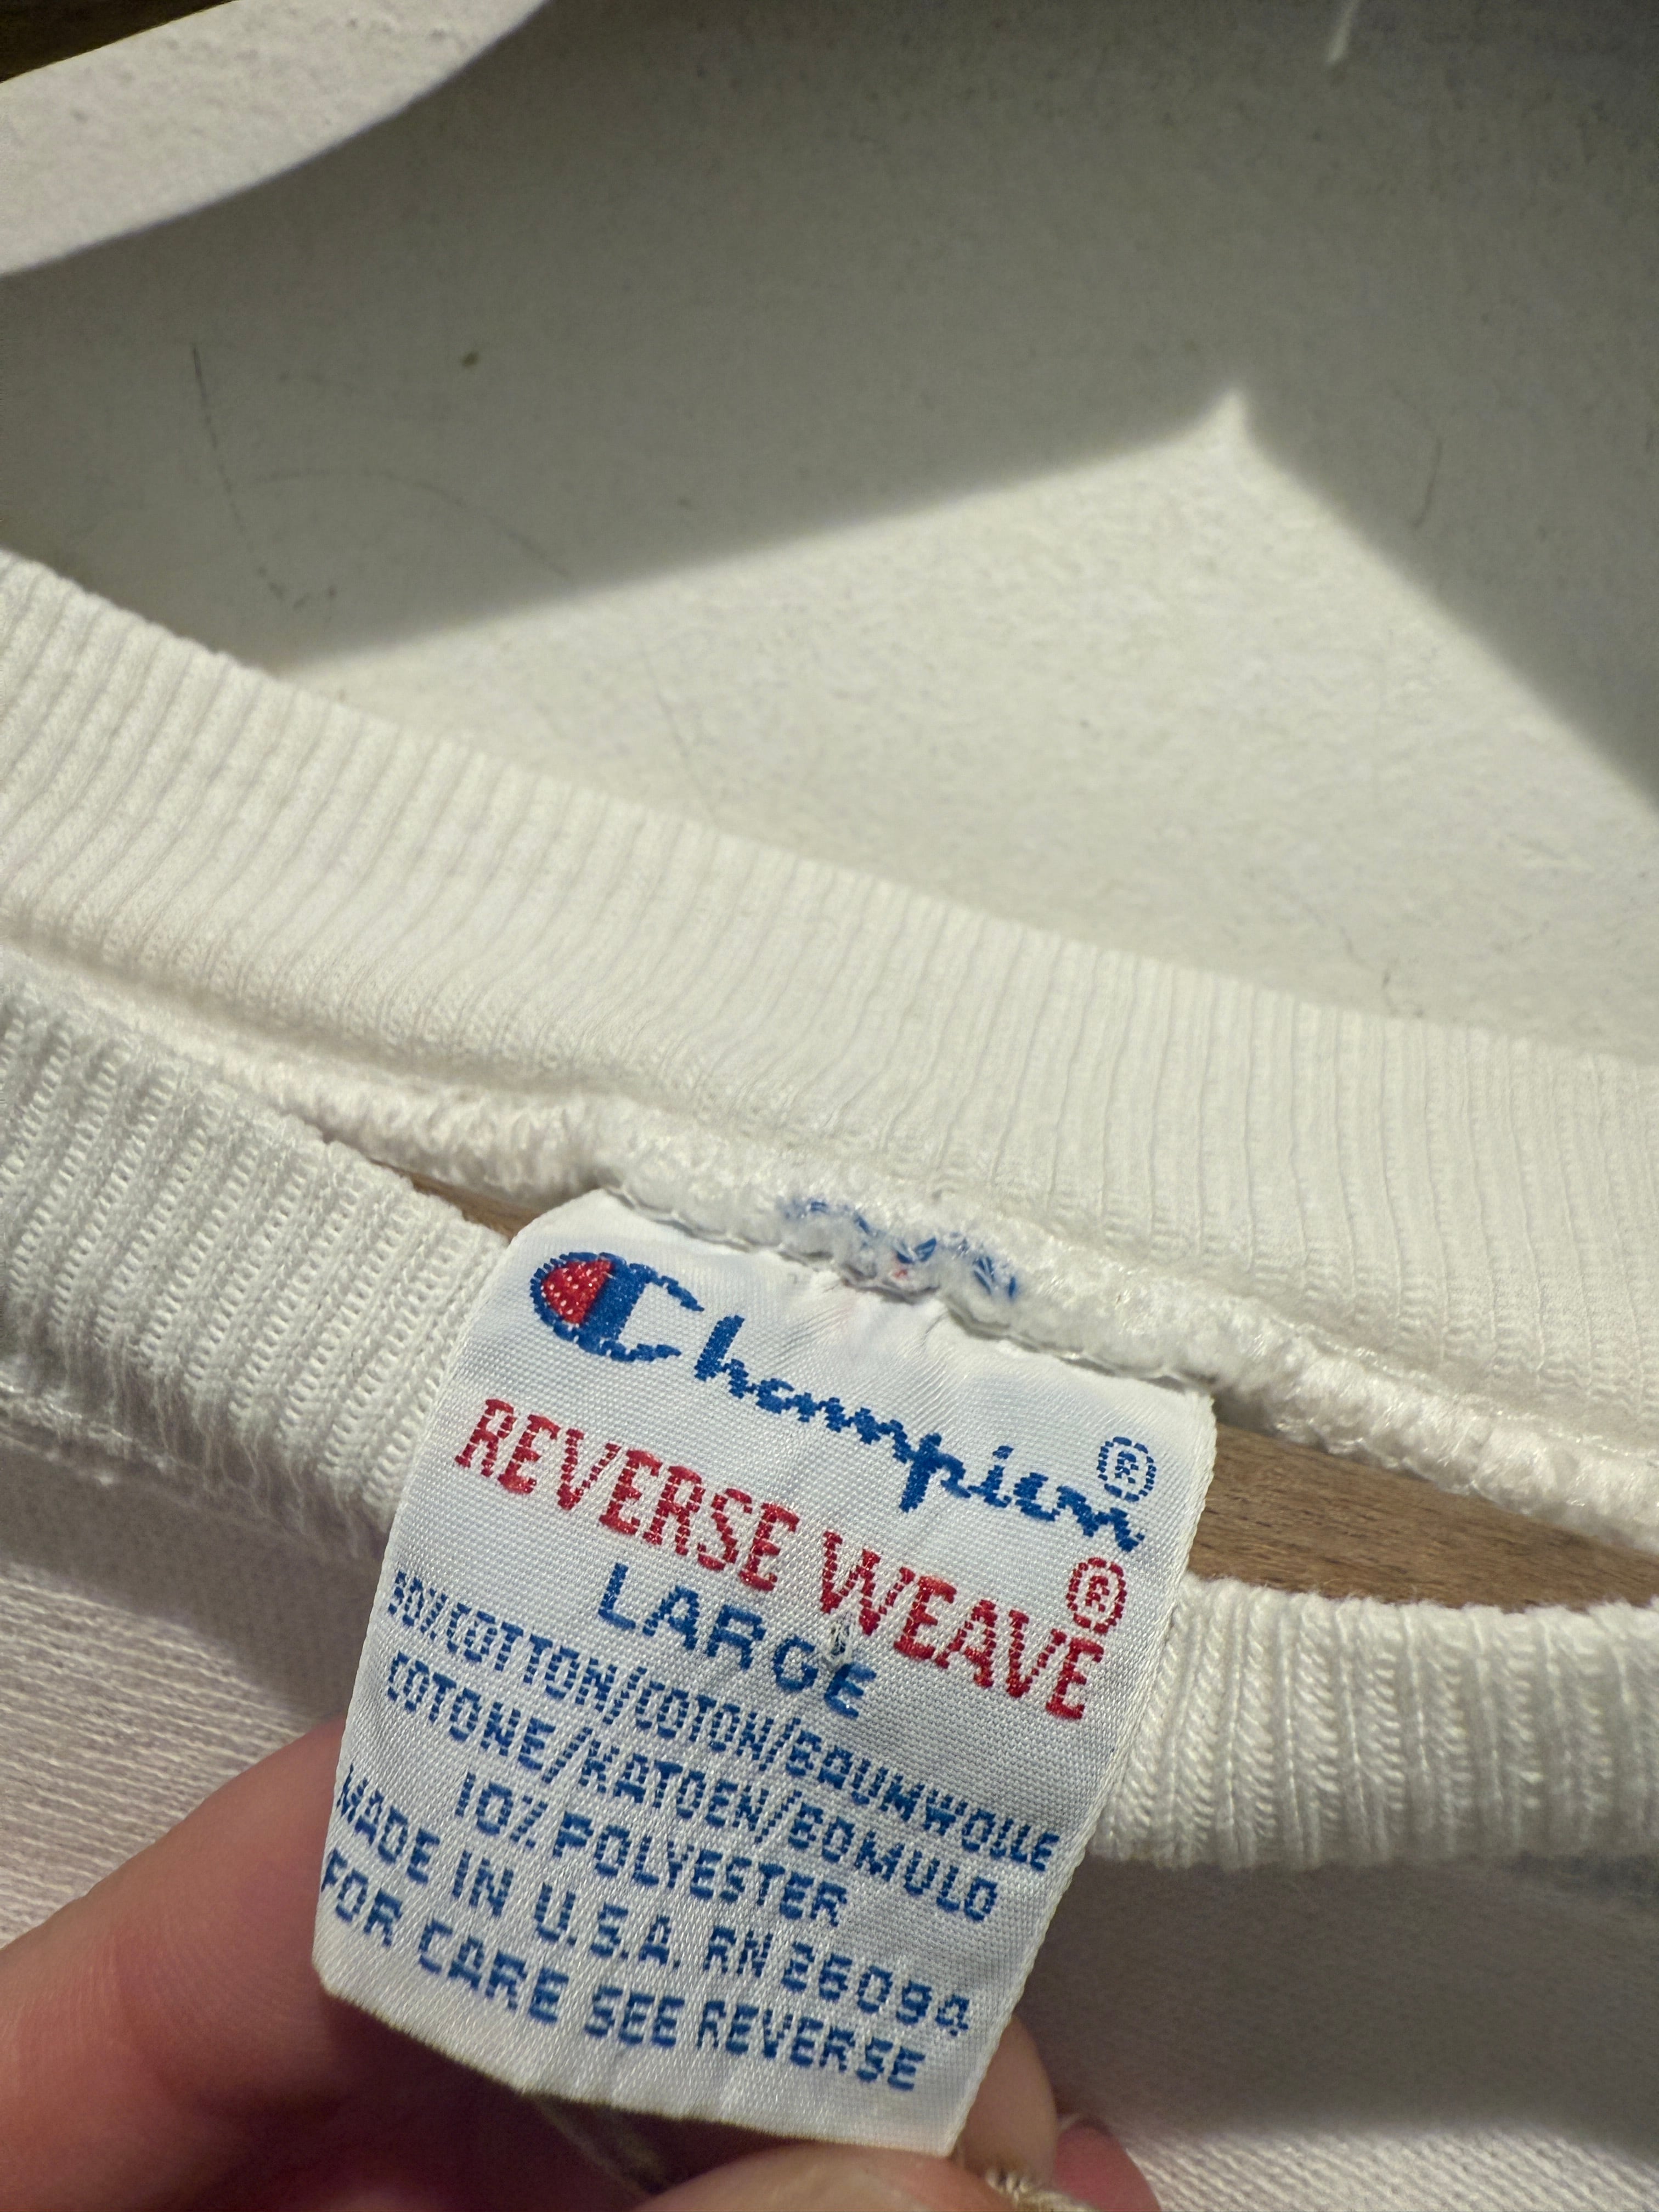 Champion®
REVERSE WEAVE®
LARGE
90% COTTON/COTON/BAUMWOLLE
COTONE/KATOEN/BOMULD
10% POLYESTER
MADE IN U.S.A. RN 26094
FOR CARE SEE REVERSE